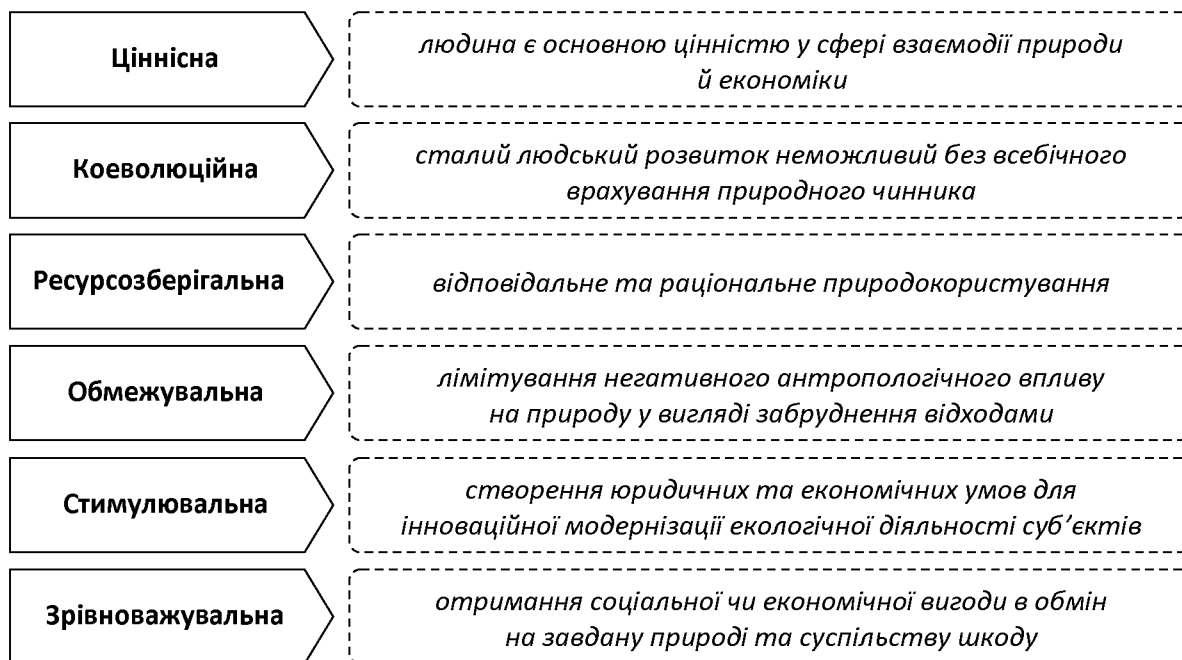 Ціннісна
людина є основною цінністю у сфері взаємодії природи
й економіки
Коеволюційна
сталий людський розвиток неможливий без всебічного
врахування природного чинника
Ресурсозберігальна
відповідальне та раціональне природокористування
Обмежувальна
лімітування негативного антропологічного впливу
на природу у вигляді забруднення відходами
Стимулювальна
створення юридичних та економічних умов для
інноваційної модернізації екологічної діяльності суб’єктів
Зрівноважувальна
отримання соціальної чи економічної вигоди в обмін
на завдану природі та суспільству шкоду